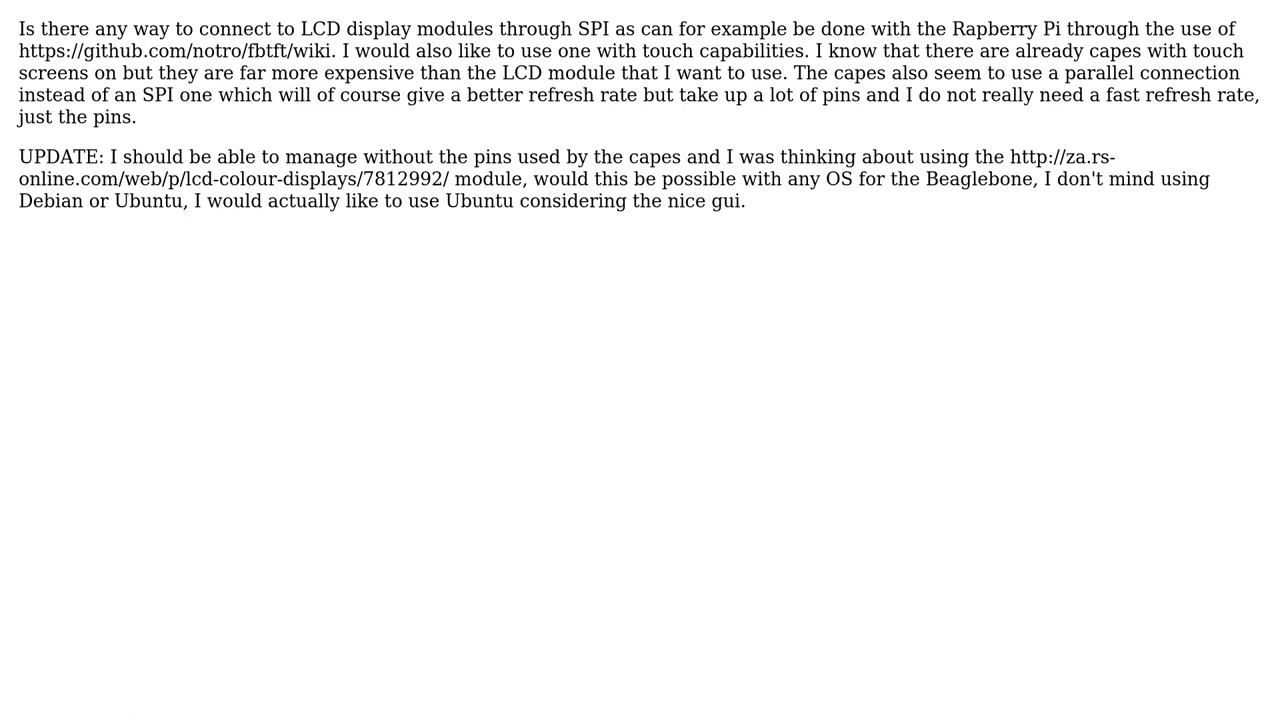 Is there any way to connect to LCD display modules through SPI as can for example be done with the Rapberry Pi through the use of
https://github.com/notro/fbtft/wiki. I would also like to use one with touch capabilities. I know that there are already capes with touch
screens on but they are far more expensive than the LCD module that I want to use. The capes also seem to use a parallel connection
instead of an SPI one which will of course give a better refresh rate but take up a lot of pins and I do not really need a fast refresh rate,
just the pins.
UPDATE: I should be able to manage without the pins used by the capes and I was thinking about using the http://za.rs-
online.com/web/p/lcd-colour-displays/7812992/ module, would this be possible with any OS for the Beaglebone, I don't mind using
Debian or Ubuntu, I would actually like to use Ubuntu considering the nice gui.